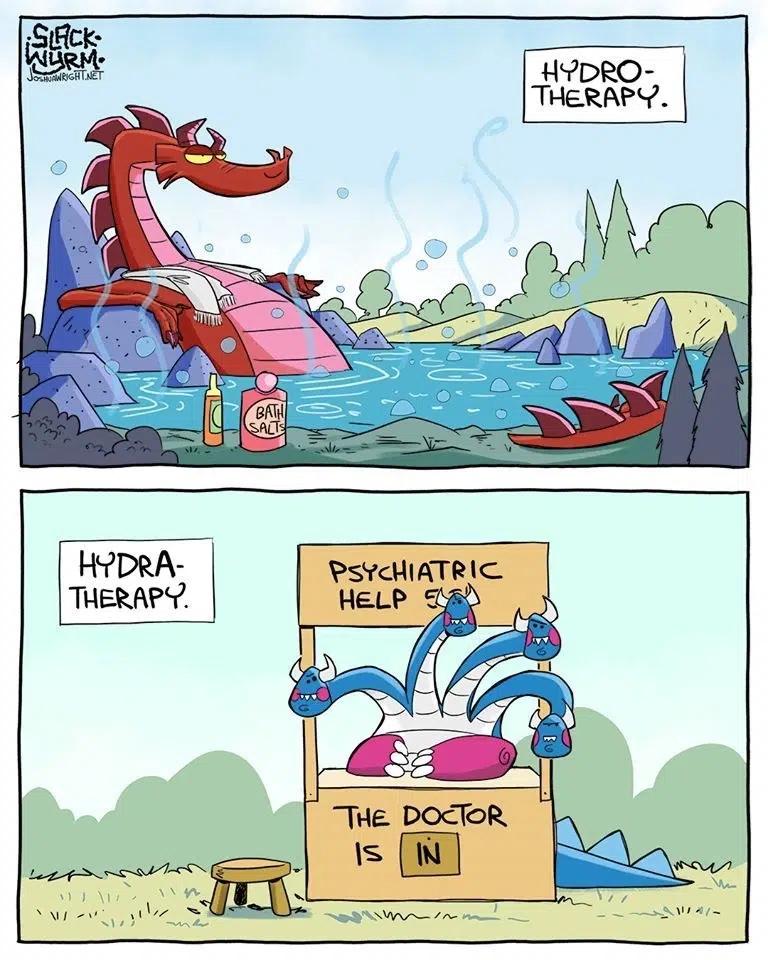 SLACK-
WYRM.
JOSHUAWRIGHT.NET
HYDRO-
THERAPY.
BATH
SALTS
HYDRA-
THERAPY.
PSYCHIATRIC
HELP
THE DOCTOR
IS IN